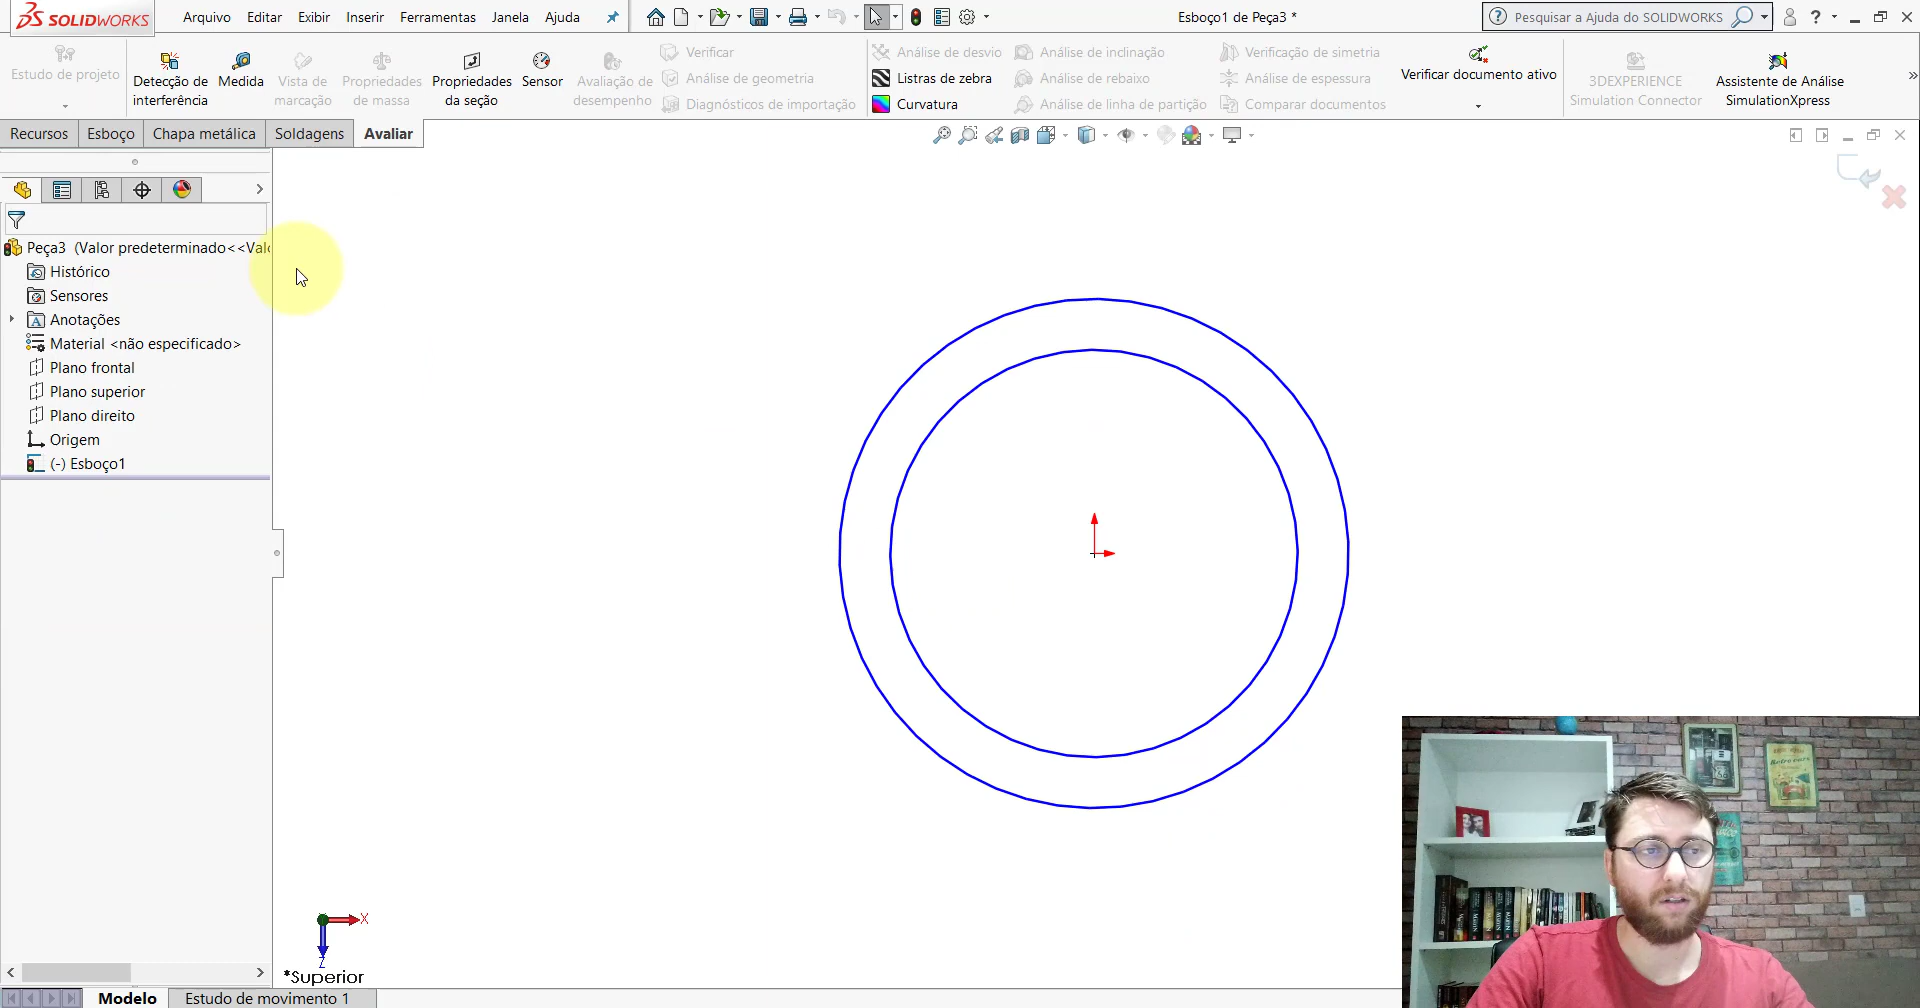 SOLIDWORKS
Arquivo Editar Exibir Inserir Ferramentas Janela Ajuda
Esboço1 de Peça3 *
Pesquisar a Ajuda do SOLIDWORKS
Estudo de projeto
Detecção de interferência
Medida
Vista de marcação
Propriedades de massa
Propriedades da seção
Sensor
Avaliação de desempenho
Verificar
Análise de geometria
Diagnósticos de importação
Análise de desvio
Listras de zebra
Curvatura
Análise de inclinação
Análise de rebaixo
Análise de linha de partição
Verificação de simetria
Análise de espessura
Comparar documentos
Verificar documento ativo
3DEXPERIENCE
Simulation Connector
Assistente de Análise
SimulationXpress
Recursos Esboço Chapa metálica Soldagens Avaliar
Peça3 (Valor predeterminado<<Valo
Histórico
Sensores
Anotações
Material <não especificado>
Plano frontal
Plano superior
Plano direito
Origem
(-) Esboço1
X
Z
*Superior
Modelo Estudo de movimento 1